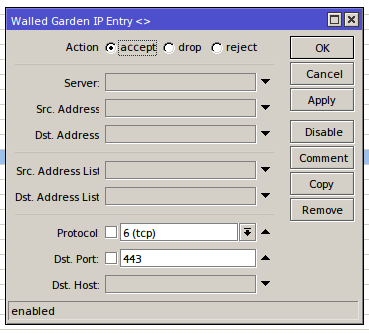 Walled Garden IP Entry <>
Action accept drop reject
Server:
Src. Address
Dst. Address
Src. Address List
Dst. Address List
Protocol 6 (tcp)
Dst. Port: 443
Dst. Host:
OK
Cancel
Apply
Disable
Comment
Copy
Remove
enabled